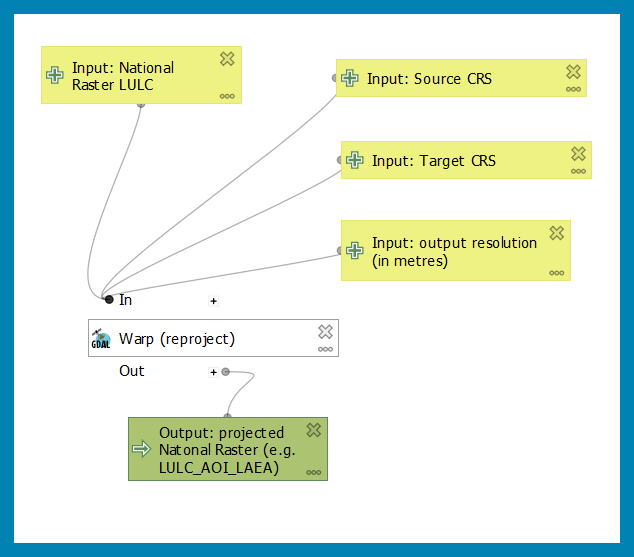 Input: National
Raster LULC
Input: Source CRS
Input: Target CRS
Input: output resolution
(in metres)
In
+
GDAL
Warp (reproject)
Out
+
Output: projected
Natonal Raster (e.g.
LULC_AOI_LAEA)